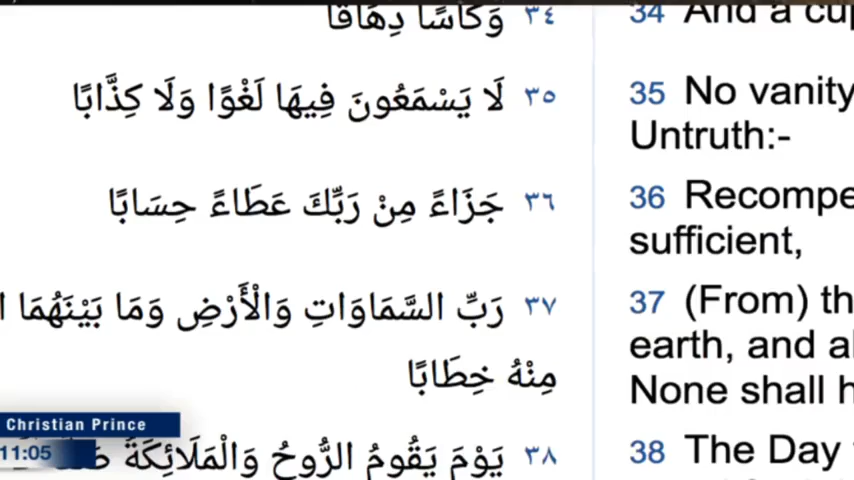 ٣٤ وَكَأْسًا دِهَاقًا
٣٥ لَا يَسْمَعُونَ فِيهَا لَغْوًا وَلَا كِذَّابًا
٣٦ جَزَاءً مِنْ رَبِّكَ عَطَاءً حِسَابًا
٣٧ رَبِّ السَّمَاوَاتِ وَالْأَرْضِ وَمَا بَيْنَهُمَا
مِنْهُ خِطَابًا
٣٨ يَوْمَ يَقُومُ الرُّوحُ وَالْمَلَائِكَةُ
34 And a cup
35 No vanity
Untruth:-
36 Recompe
sufficient,
37 (From) th
earth, and al
None shall h
38 The Day
Christian Prince
11:05